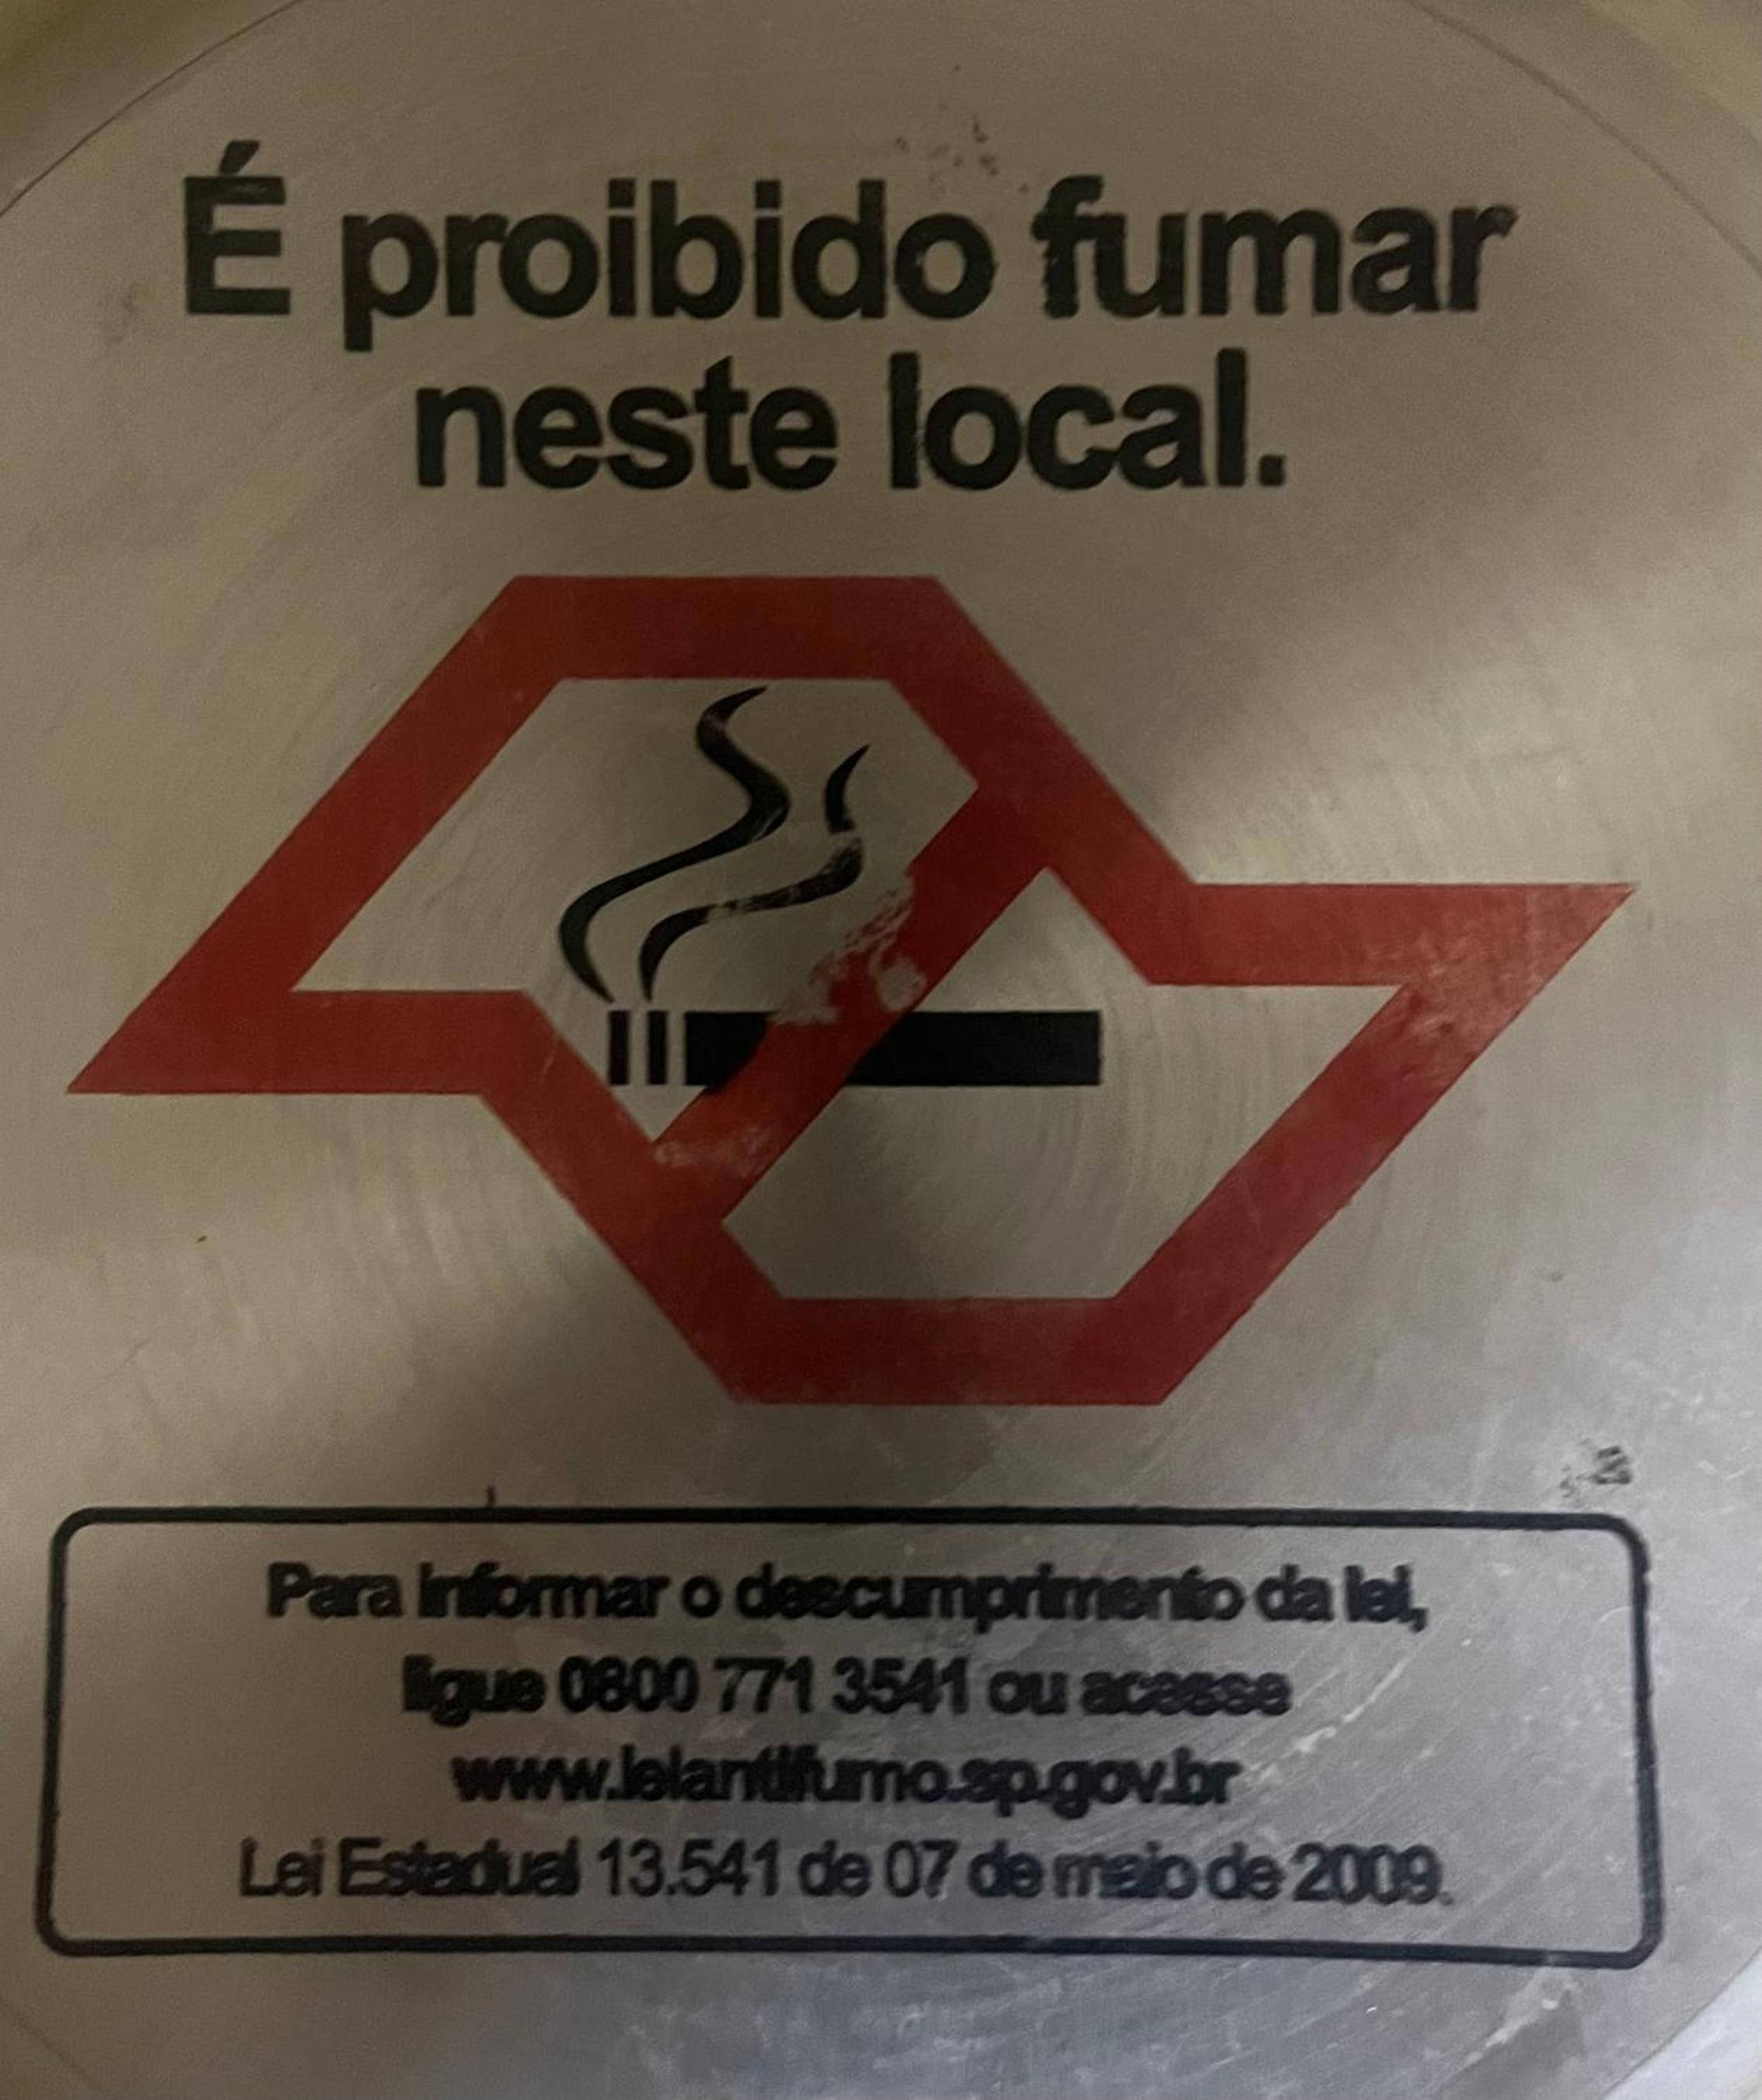 É proibido fumar
neste local.
Para informar o descumprimento da lei,
ligue 0800 771 3541 ou acesse
www.leiantifumo.sp.gov.br
Lei Estadual 13.541 de 07 de maio de 2009.